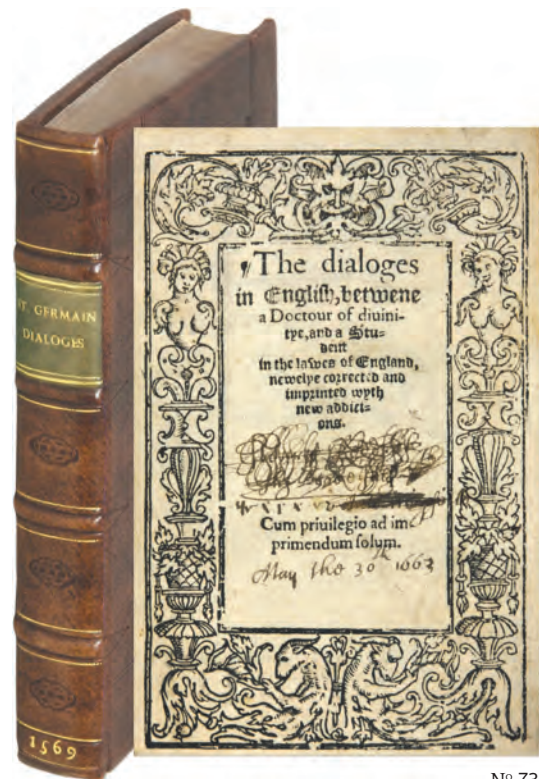 ST. GERMAIN
DIALOGES
1569
The dialoges
in English, betwene
a Doctour of diuini-
tye, and a Stu-
dent
in the lawes of England,
newelye corrected and
imprinted wyth
new addici-
ons.
Cum priuilegio ad im
primendum solum.
May the 30th 1663
No 73